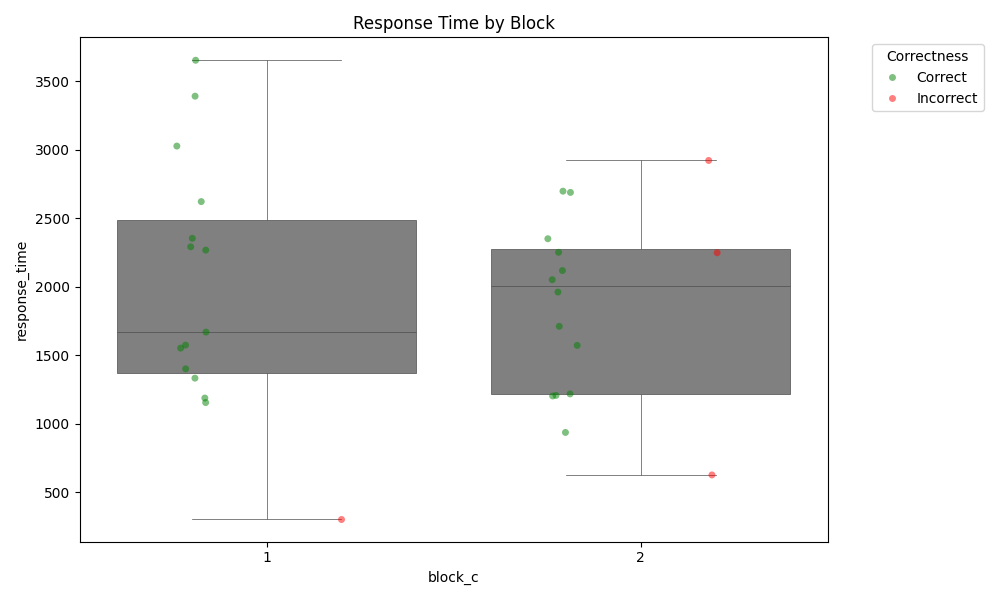 Response Time by Block
Correctness
Correct
Incorrect
response_time
3500
3000
2500
2000
1500
1000
500
1
2
block_c